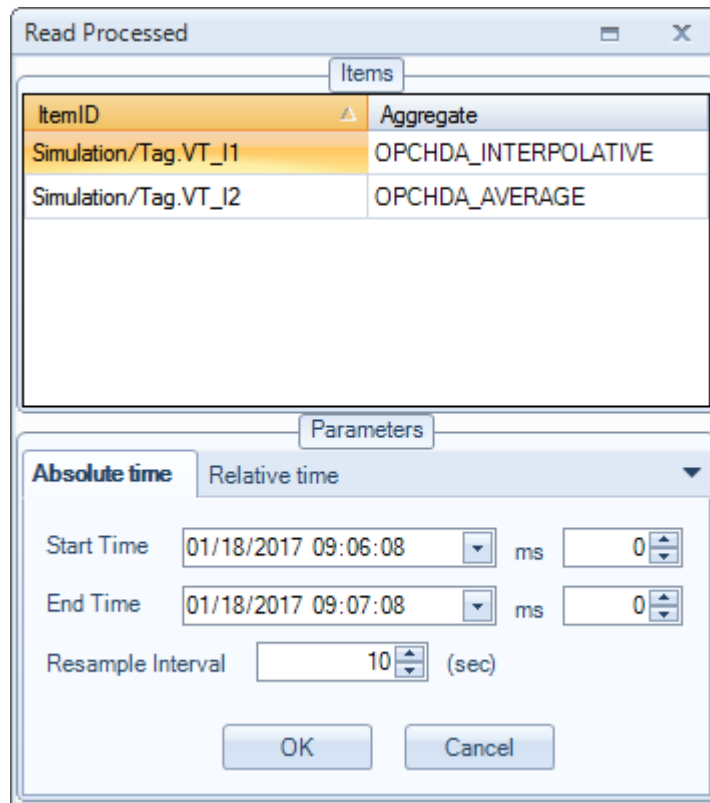 Read Processed
Items
ItemID Aggregate
Simulation/Tag.VT_I1 OPCHDA_INTERPOLATIVE
Simulation/Tag.VT_I2 OPCHDA_AVERAGE
Parameters
Absolute time Relative time
Start Time 01/18/2017 09:06:08 ms 0
End Time 01/18/2017 09:07:08 ms 0
Resample Interval 10 (sec)
OK Cancel